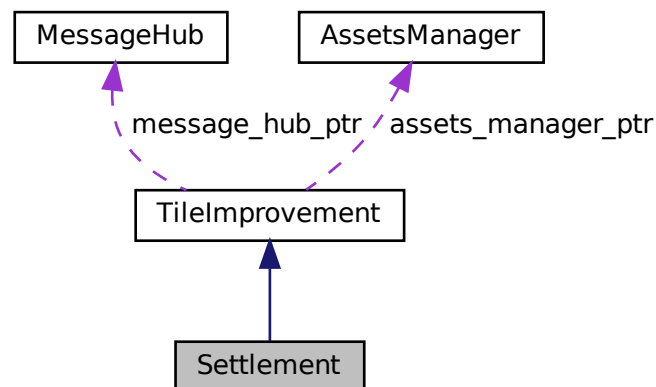 MessageHub
AssetsManager
message_hub_ptr
assets_manager_ptr
TileImprovement
Settlement